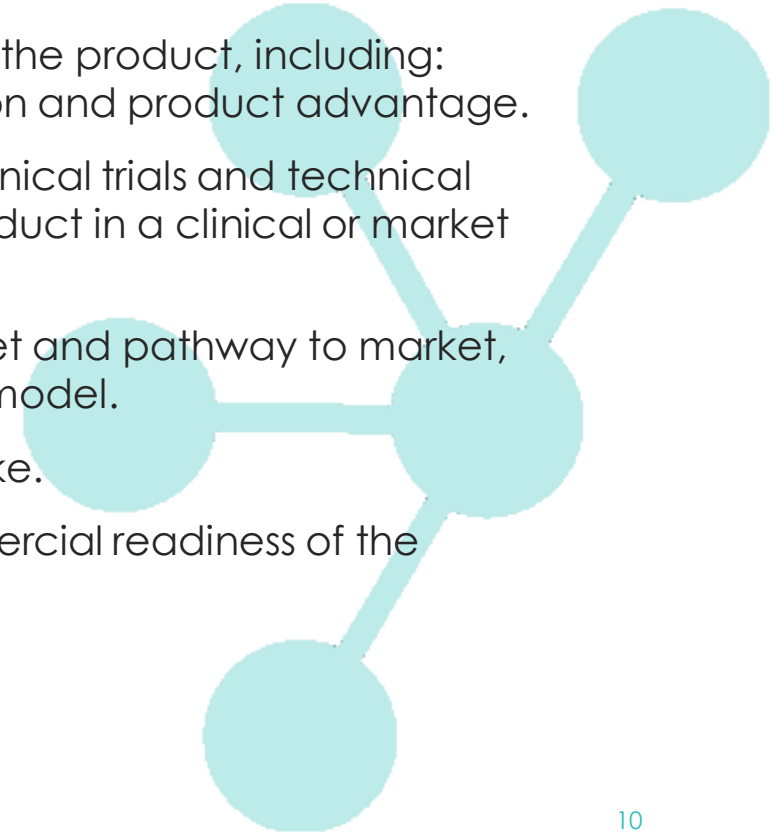 the product, including:
on and product advantage.
nical trials and technical
duct in a clinical or market
et and pathway to market,
model.
ke.
ercial readiness of the
10